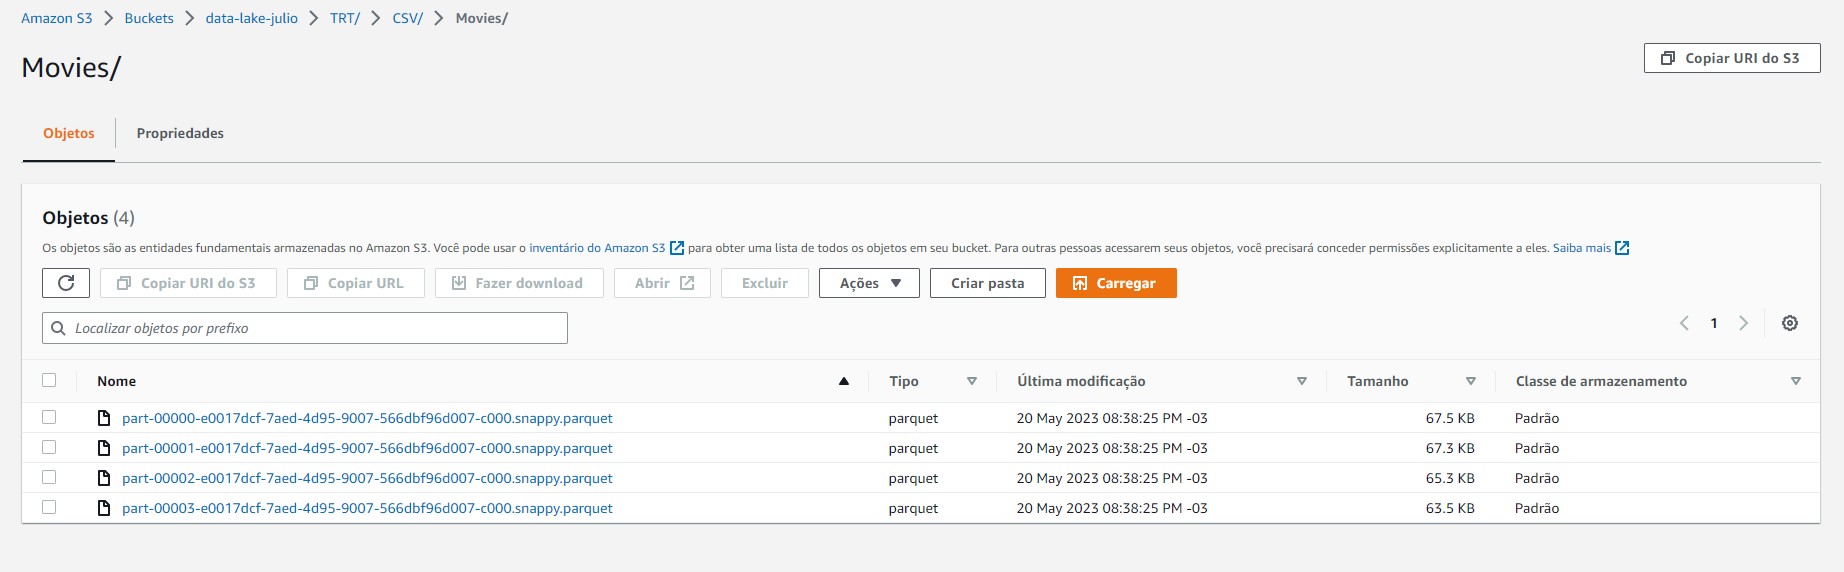 Amazon S3 > Buckets > data-lake-julio > TRT/ > CSV/ > Movies/
Movies/
Copiar URI do S3
Objetos
Propriedades
Objetos (4)
Os objetos são as entidades fundamentais armazenadas no Amazon S3. Você pode usar o inventário do Amazon S3 para obter uma lista de todos os objetos em seu bucket. Para outras pessoas acessarem seus objetos, você precisará conceder permissões explicitamente a eles. Saiba mais
Copiar URI do S3 Copiar URL Fazer download Abrir Excluir Ações Criar pasta Carregar
Localizar objetos por prefixo
1
Nome Tipo Última modificação Tamanho Classe de armazenamento
part-00000-e0017dcf-7aed-4d95-9007-566dbf96d007-c000.snappy.parquet parquet 20 May 2023 08:38:25 PM -03 67.5 KB Padrão
part-00001-e0017dcf-7aed-4d95-9007-566dbf96d007-c000.snappy.parquet parquet 20 May 2023 08:38:25 PM -03 67.3 KB Padrão
part-00002-e0017dcf-7aed-4d95-9007-566dbf96d007-c000.snappy.parquet parquet 20 May 2023 08:38:25 PM -03 65.3 KB Padrão
part-00003-e0017dcf-7aed-4d95-9007-566dbf96d007-c000.snappy.parquet parquet 20 May 2023 08:38:25 PM -03 63.5 KB Padrão